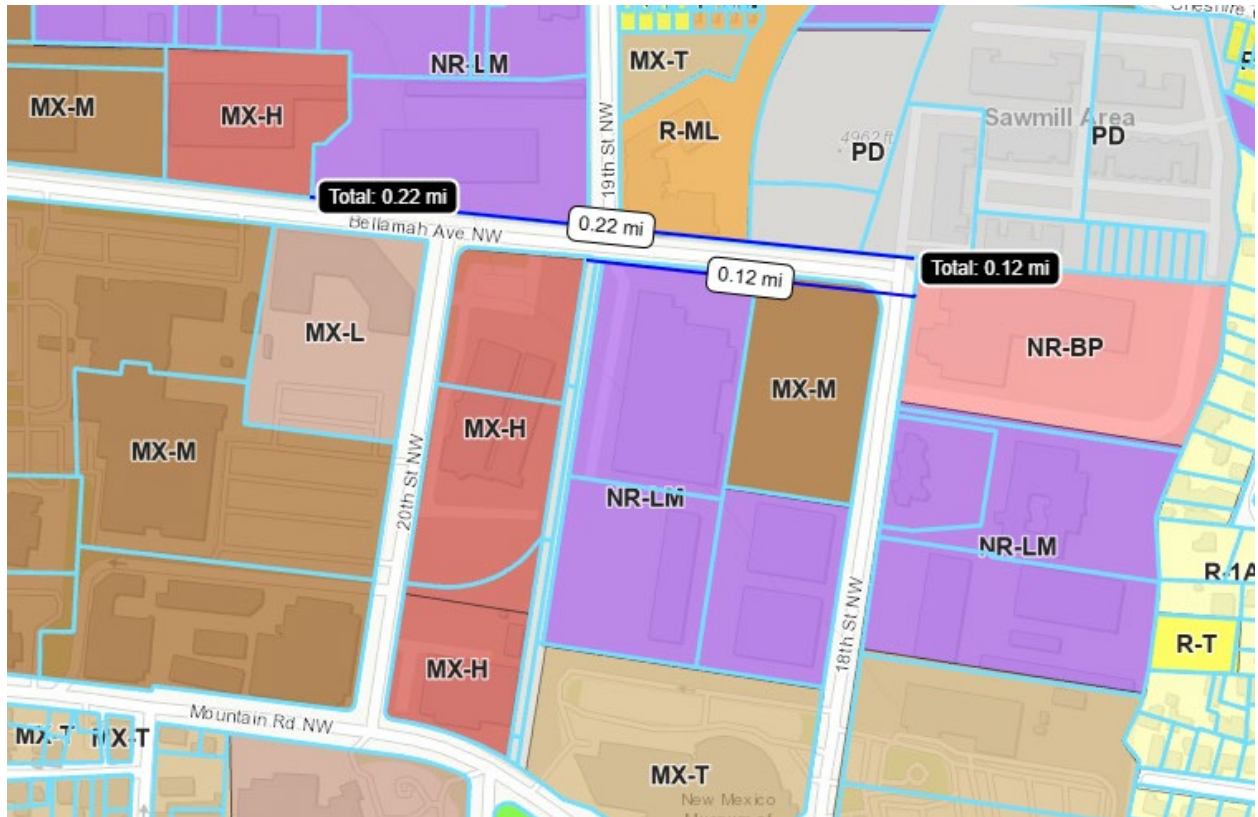 Cheshire
MX-T
NR-LM
MX-M
MX-H
19th St NW
R-ML
Sawmill Area
4962 ft
PD
PD
Total: 0.22 mi
Bellamah Ave NW
0.22 mi
Total: 0.12 mi
0.12 mi
MX-L
NR-BP
MX-M
MX-H
MX-M
20th St NW
NR-LM
NR-LM
R-1A
18th St NW
R-T
MX-H
Mountain Rd NW
MX-T
MX-T
MX-T
New Mexico